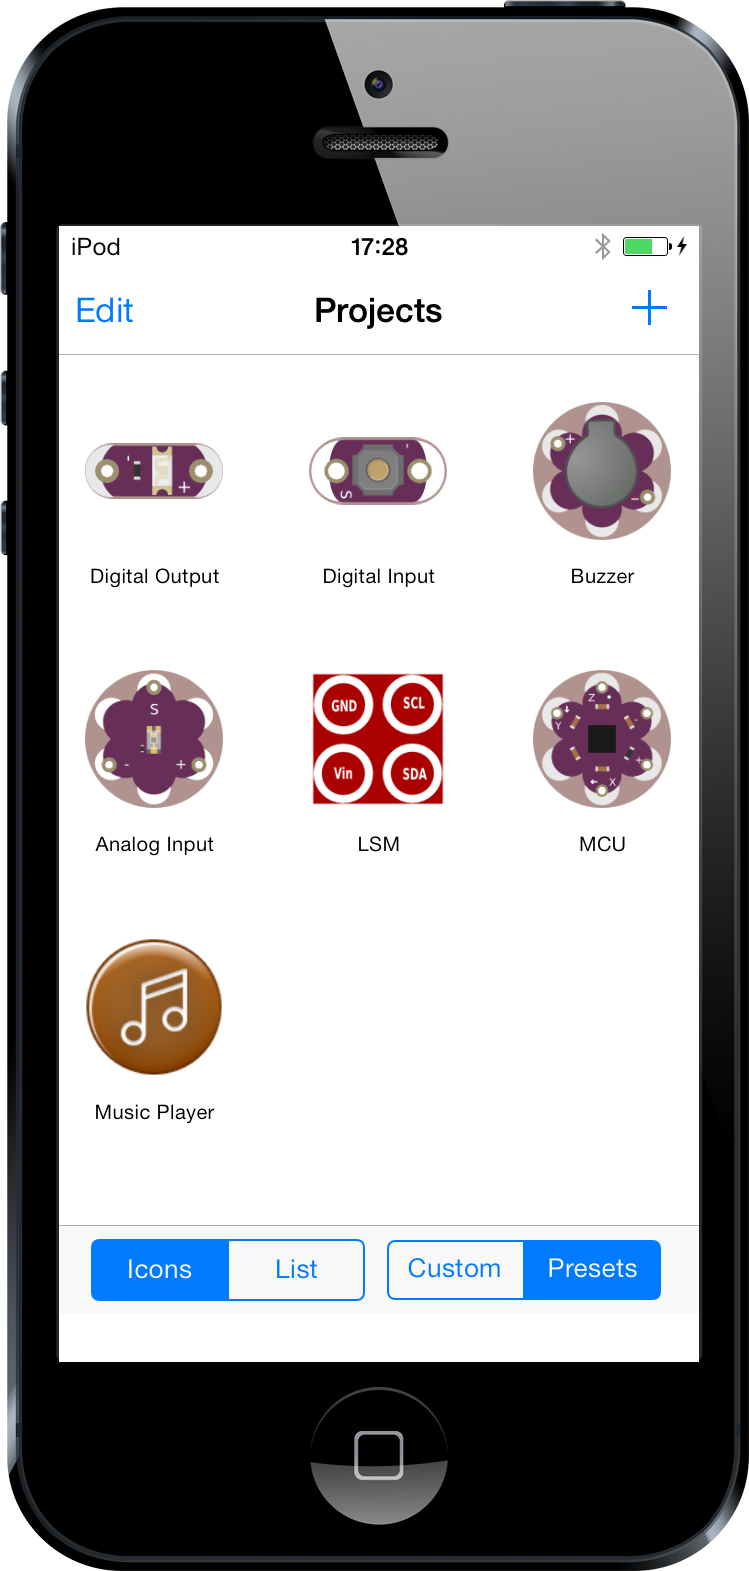 iPod 17:28
Edit Projects +
- +
- S
+ -
Digital Output Digital Input Buzzer
S
- +
GND SCL
Vin SDA
Z
Y
- +
X
Analog Input LSM MCU
Music Player
Icons List Custom Presets